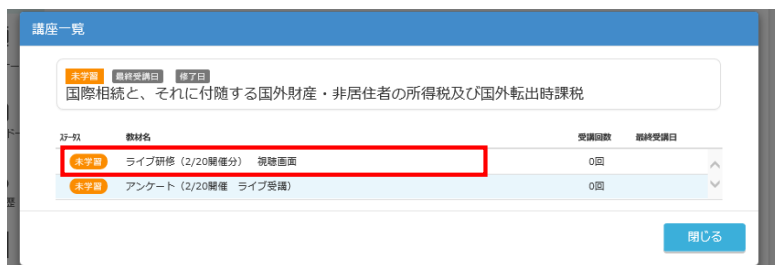 講座一覧
未学習 最終受講日 修了日
国際相続と、それに付随する国外財産・非居住者の所得税及び国外転出時課税
ｽﾃｰﾀｽ 教材名 受講回数 最終受講日
未学習 ライブ研修（2/20開催分） 視聴画面 0回
未学習 アンケート（2/20開催 ライブ受講） 0回
閉じる